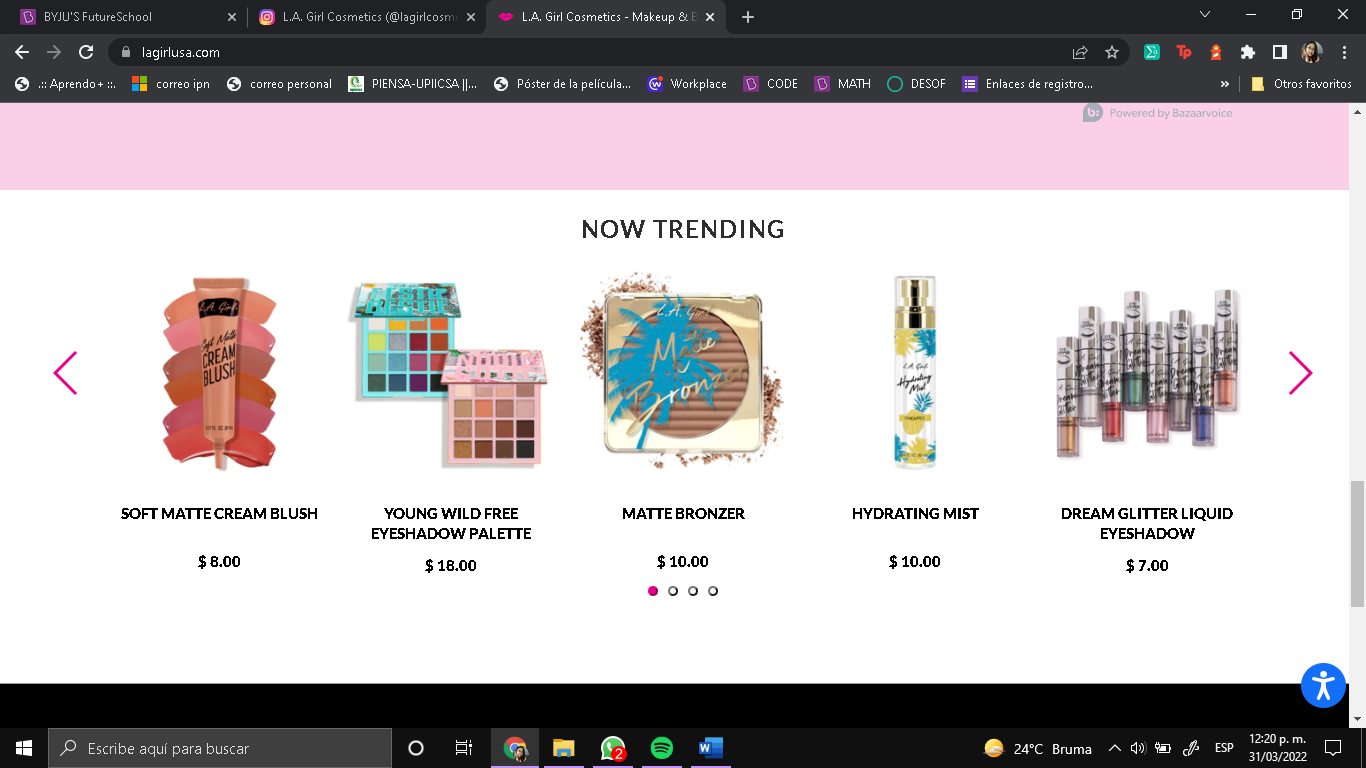 BYJU'S FutureSchool
L.A. Girl Cosmetics (@lagirlcosm
L.A. Girl Cosmetics - Makeup & B
lagirlusa.com
.:: Aprendo+ ::.
correo ipn
correo personal
PIENSA-UPIICSA ||...
Póster de la película...
Workplace
CODE
MATH
DESOF
Enlaces de registro...
»
Otros favoritos
b:
Powered by Bazaarvoice
NOW TRENDING
L.A. Girl
Soft Matte
CREAM
BLUSH
L.A. Girl
Matte
Bronzer
L.A. Girl
Hydrating
Mist
PINEAPPLE
SOFT MATTE CREAM BLUSH
$ 8.00
YOUNG WILD FREE
EYESHADOW PALETTE
$ 18.00
MATTE BRONZER
$ 10.00
HYDRATING MIST
$ 10.00
DREAM GLITTER LIQUID
EYESHADOW
$ 7.00
Escribe aquí para buscar
2
24°C Bruma
ESP
12:20 p. m.
31/03/2022